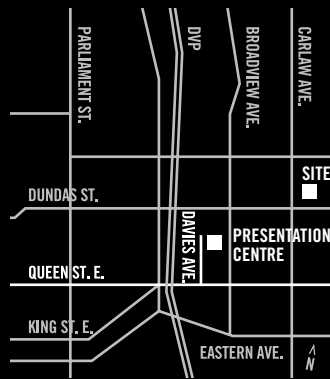 PARLIAMENT ST.
DVP
BROADVIEW AVE.
CARLAW AVE.
SITE
DUNDAS ST.
DAVIES AVE.
PRESENTATION
CENTRE
QUEEN ST. E.
KING ST. E.
EASTERN AVE.
N